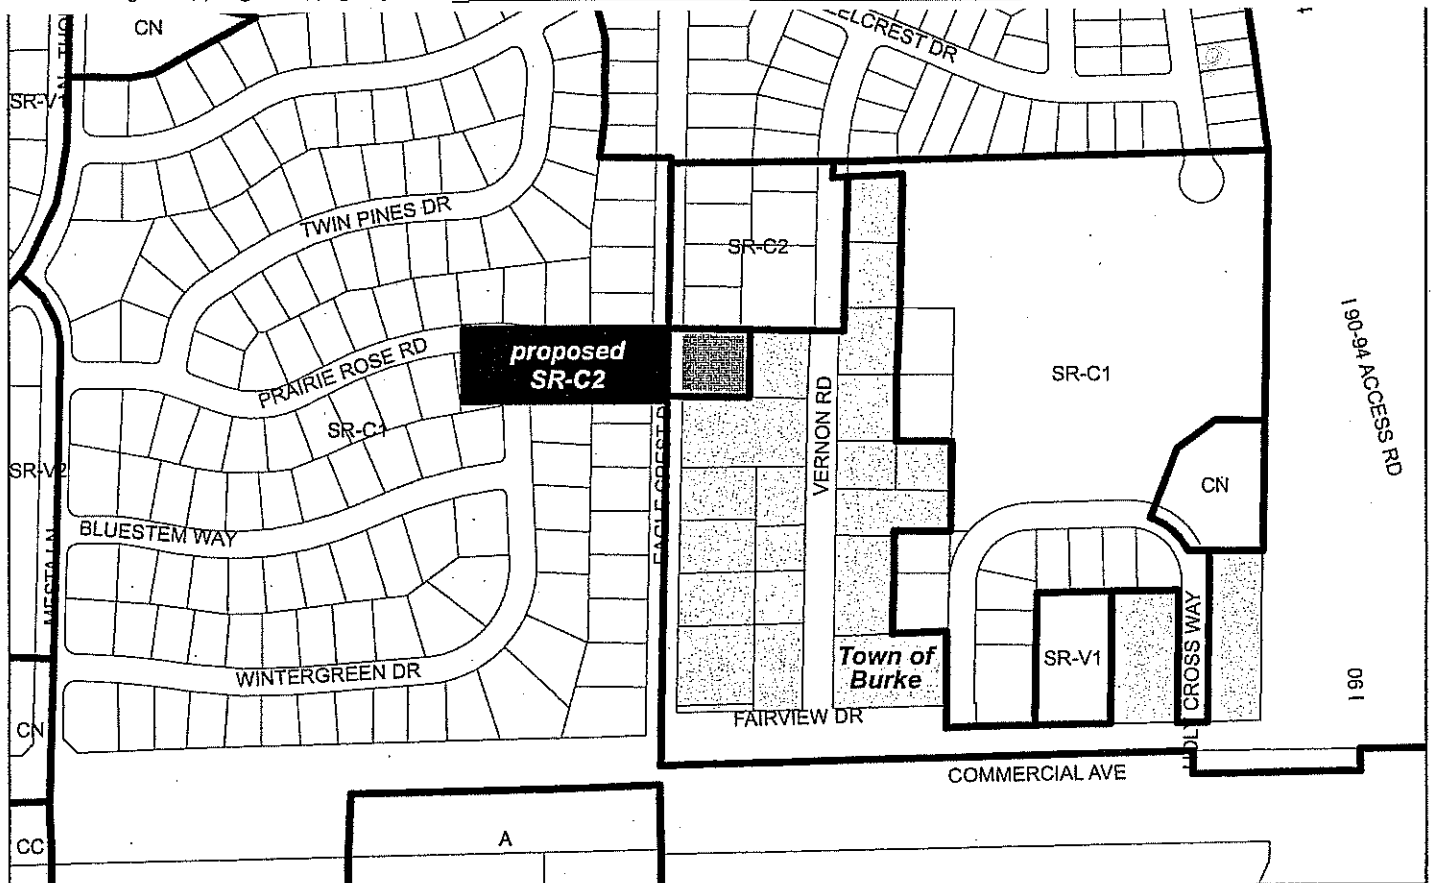 CN
ELCREST DR
SR-V1
TWIN PINES DR
SR-C2
I 90-94 ACCESS RD
proposed
SR-C2
PRAIRIE ROSE RD
SR-C1
SR-C1
VERNON RD
SR-V2
CN
BLUESTEM WAY
CROSS WAY
Town of
Burke
SR-V1
WINTERGREEN DR
I 90
CN
FAIRVIEW DR
COMMERCIAL AVE
CC
A